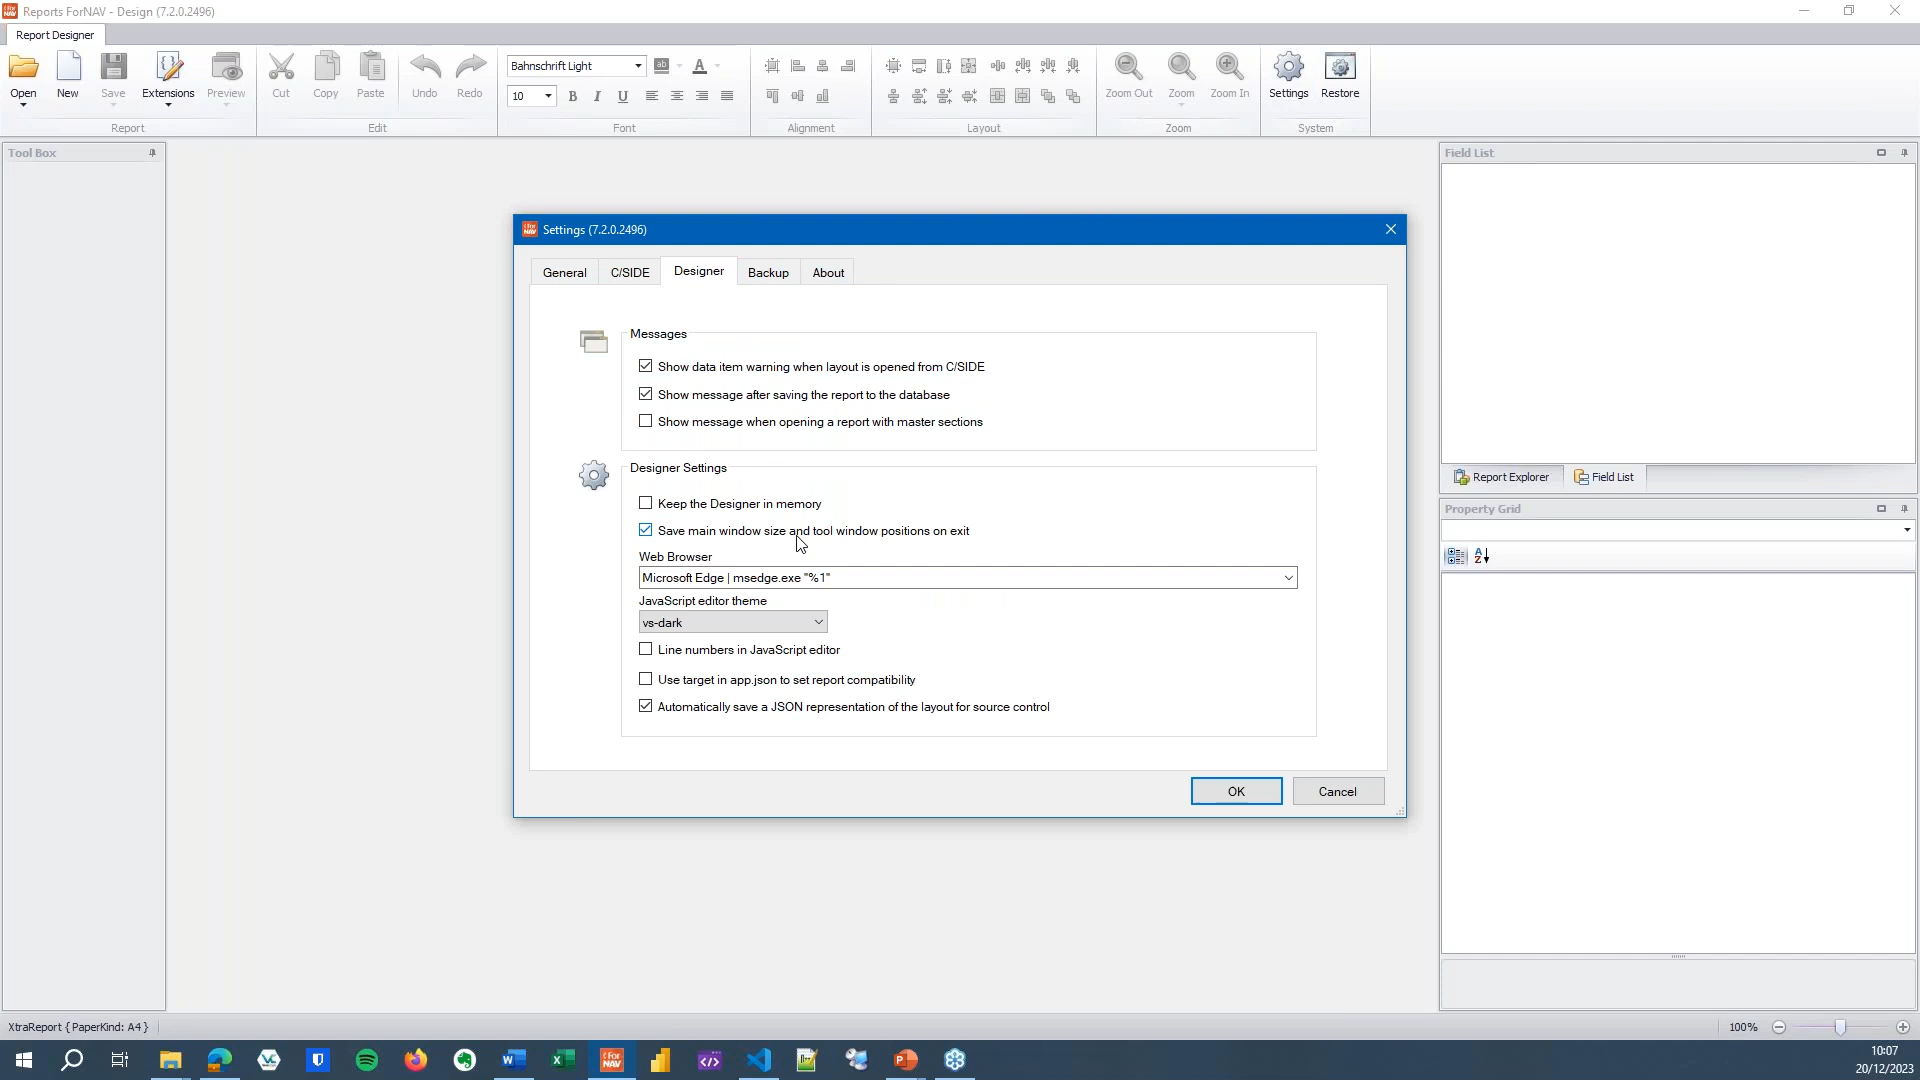 Reports ForNAV - Design (7.2.0.2496)
Report Designer
Open
New
Save
Extensions
Preview
Cut
Copy
Paste
Undo
Redo
Bahnschrift Light
10
B
I
U
Zoom Out
Zoom
Zoom In
Settings
Restore
Report
Edit
Font
Alignment
Layout
Zoom
System
Tool Box
Field List
Settings (7.2.0.2496)
General
C/SIDE
Designer
Backup
About
Messages
Show data item warning when layout is opened from C/SIDE
Show message after saving the report to the database
Show message when opening a report with master sections
Designer Settings
Keep the Designer in memory
Save main window size and tool window positions on exit
Web Browser
Microsoft Edge | msedge.exe "%1"
JavaScript editor theme
vs-dark
Line numbers in JavaScript editor
Use target in app.json to set report compatibility
Automatically save a JSON representation of the layout for source control
OK
Cancel
Report Explorer
Field List
Property Grid
XtraReport { PaperKind: A4 }
100%
10:07
20/12/2023